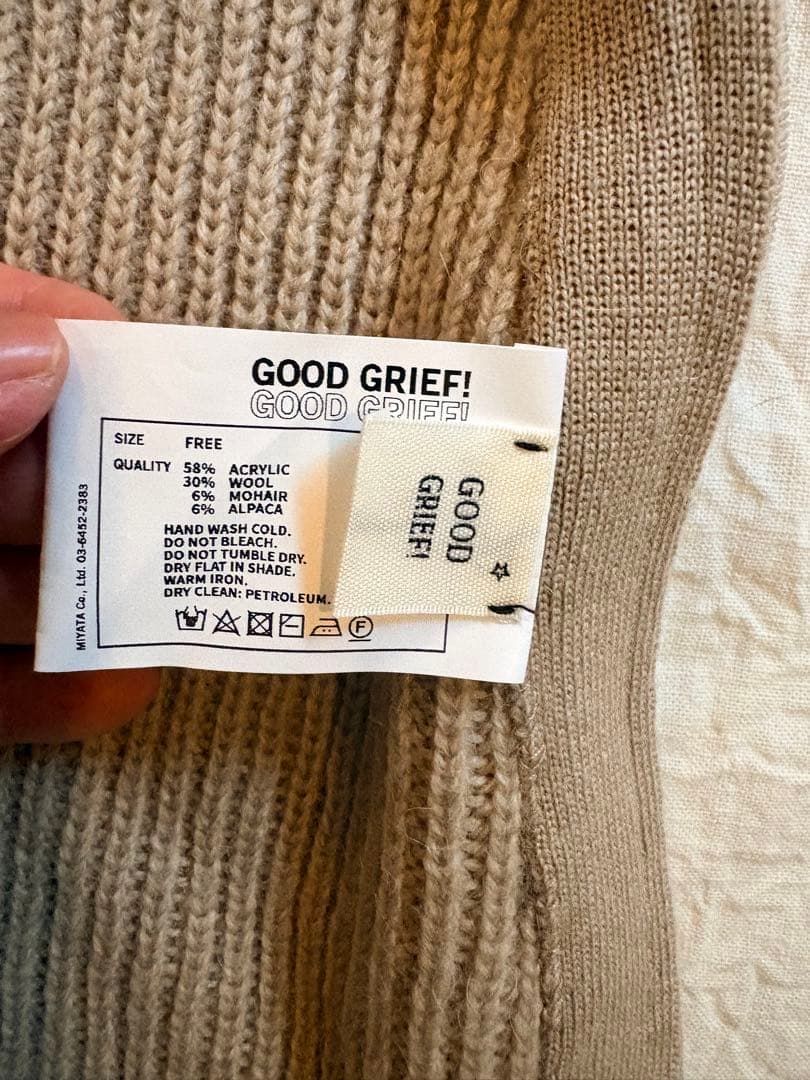 GOOD GRIEF!
GOOD GRIEF!
SIZE FREE
QUALITY 58% ACRYLIC
30% WOOL
6% MOHAIR
6% ALPACA
HAND WASH COLD.
DO NOT BLEACH.
DO NOT TUMBLE DRY.
DRY FLAT IN SHADE.
WARM IRON.
DRY CLEAN: PETROLEUM.
F
MIYATA Co., Ltd. 03-6452-2383
GOOD
GRIEF!